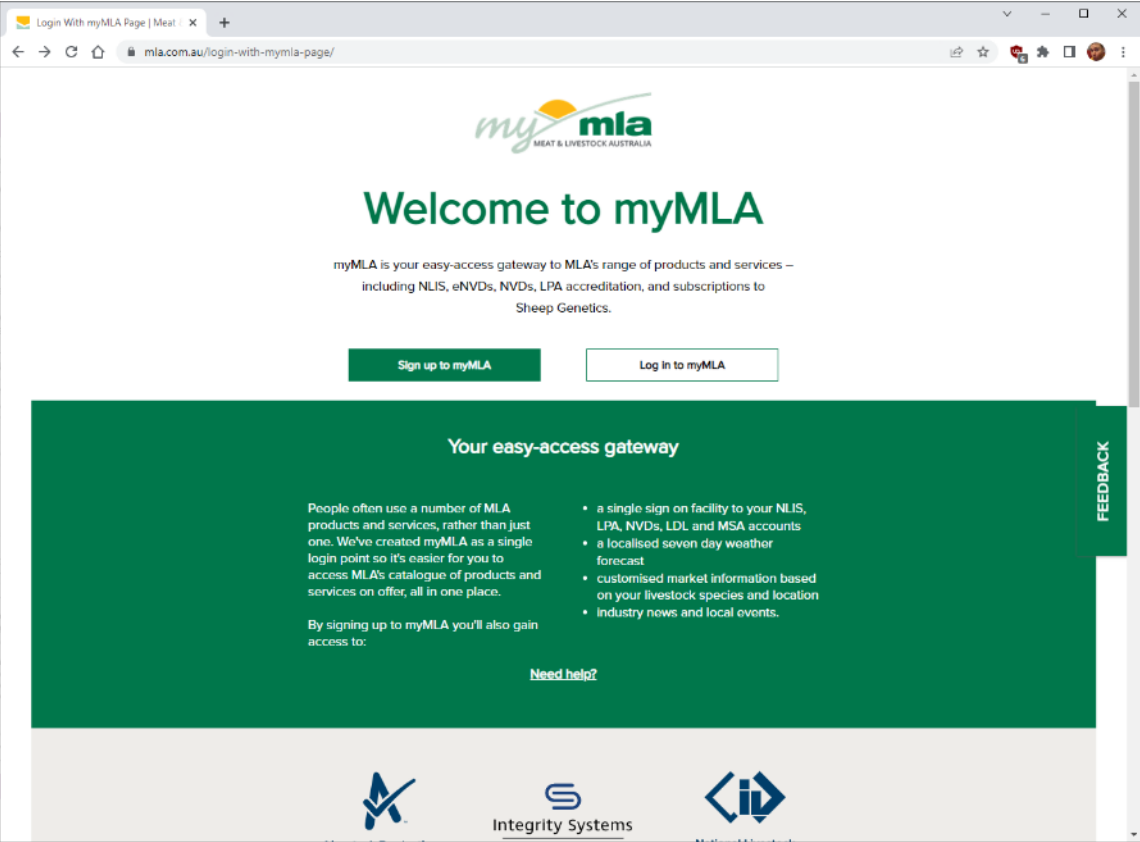 Login With myMLA Page | Meat
mla.com.au/login-with-mymla-page/
my mla
MEAT & LIVESTOCK AUSTRALIA
Welcome to myMLA
myMLA is your easy-access gateway to MLA's range of products and services –
including NLIS, eNVDs, NVDs, LPA accreditation, and subscriptions to
Sheep Genetics.
Sign up to myMLA
Log in to myMLA
FEEDBACK
Your easy-access gateway
People often use a number of MLA
products and services, rather than just
one. We've created myMLA as a single
login point so it's easier for you to
access MLA's catalogue of products and
services on offer, all in one place.
By signing up to myMLA you'll also gain
access to:
• a single sign on facility to your NLIS,
LPA, NVDs, LDL and MSA accounts
• a localised seven day weather
forecast
• customised market information based
on your livestock species and location
• industry news and local events.
Need help?
Integrity Systems
National Livestock